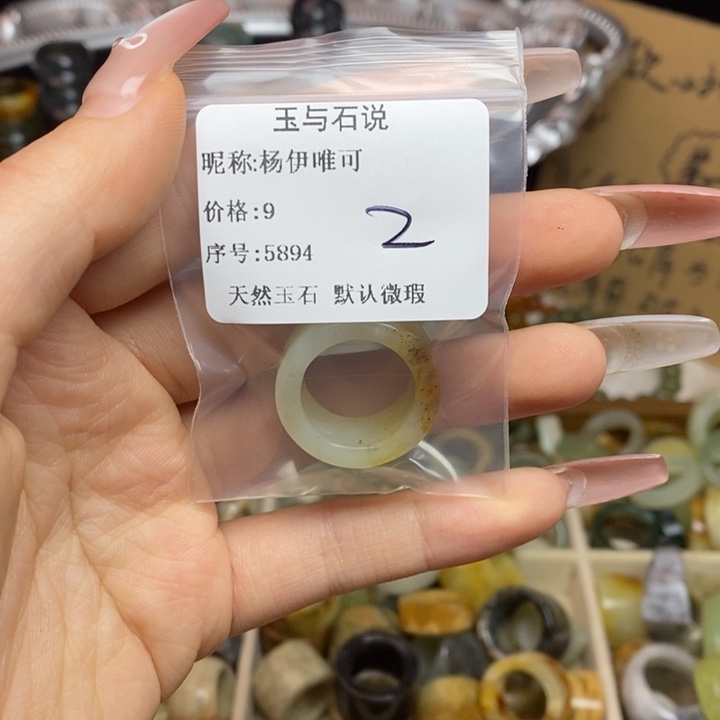 玉与石说
昵称:杨伊唯可
价格:9
2
序号:5894
天然玉石 默认微瑕